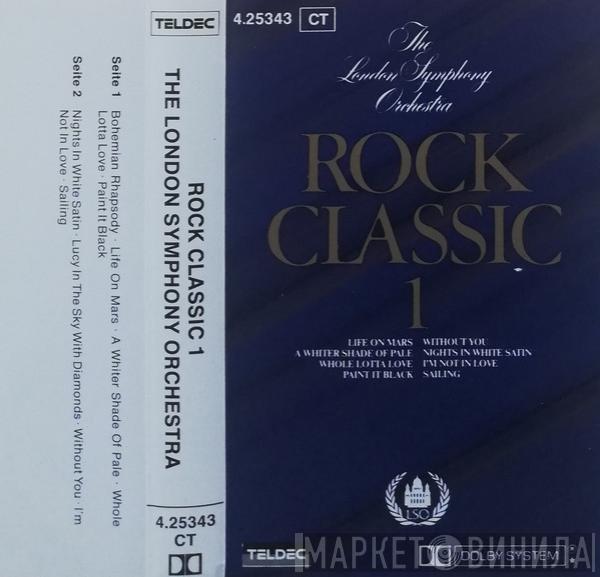 Seite 1 Bohemian Rhapsody · Life On Mars · A Whiter Shade Of Pale · Whole
Lotta Love · Paint It Black
Seite 2 Nights In White Satin · Lucy In The Sky With Diamonds · Without You · I'm
Not In Love · Sailing
TELDEC
ROCK CLASSIC 1
THE LONDON SYMPHONY ORCHESTRA
4.25343
CT
4.25343 CT
The
London Symphony
Orchestra
ROCK
CLASSIC
1
LIFE ON MARS WITHOUT YOU
A WHITER SHADE OF PALE NIGHTS IN WHITE SATIN
WHOLE LOTTA LOVE I'M NOT IN LOVE
PAINT IT BLACK SAILING
LSO
TELDEC
DOLBY SYSTEM
МАРКЕТ ВИНИЛА